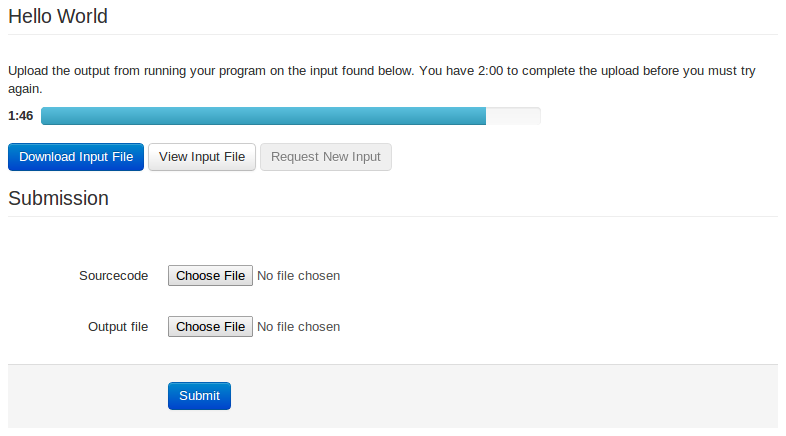 Hello World
Upload the output from running your program on the input found below. You have 2:00 to complete the upload before you must try
again.
1:46
Download Input File View Input File Request New Input
Submission
Sourcecode Choose File No file chosen
Output file Choose File No file chosen
Submit